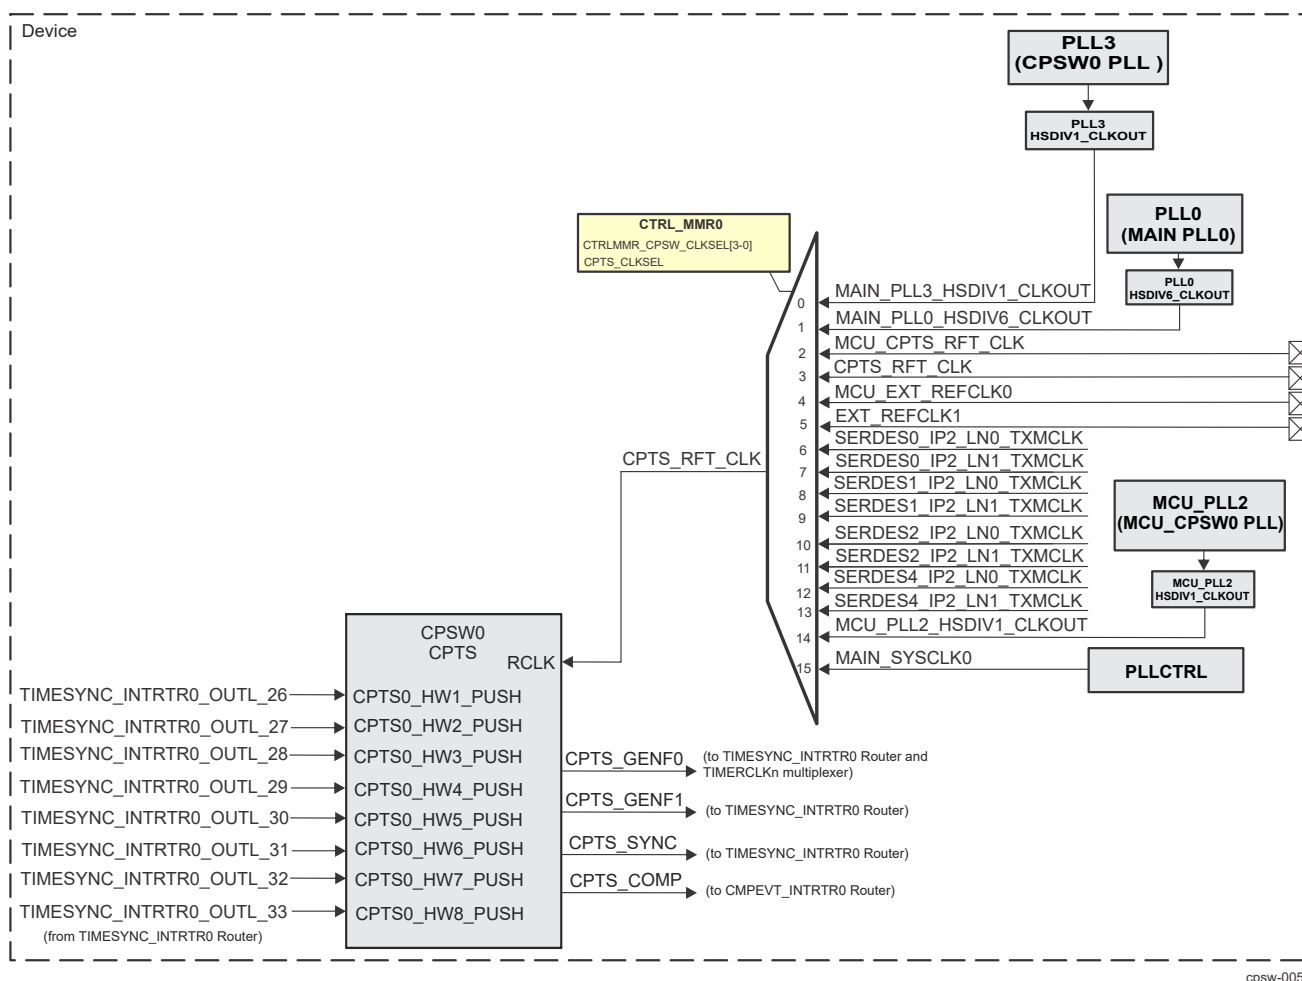 Device
PLL3
(CPSW0 PLL )
PLL3
HSDIV1_CLKOUT
PLL0
(MAIN PLL0)
PLL0
HSDIV6_CLKOUT
CTRL_MMR0
CTRLMMR_CPSW_CLKSEL[3-0]
CPTS_CLKSEL
0 MAIN_PLL3_HSDIV1_CLKOUT
1 MAIN_PLL0_HSDIV6_CLKOUT
2 MCU_CPTS_RFT_CLK
3 CPTS_RFT_CLK
4 MCU_EXT_REFCLK0
5 EXT_REFCLK1
6 SERDES0_IP2_LN0_TXMCLK
7 SERDES0_IP2_LN1_TXMCLK
8 SERDES1_IP2_LN0_TXMCLK
9 SERDES1_IP2_LN1_TXMCLK
10 SERDES2_IP2_LN0_TXMCLK
11 SERDES2_IP2_LN1_TXMCLK
12 SERDES4_IP2_LN0_TXMCLK
13 SERDES4_IP2_LN1_TXMCLK
14 MCU_PLL2_HSDIV1_CLKOUT
15 MAIN_SYSCLK0
MCU_PLL2
(MCU_CPSW0 PLL)
MCU_PLL2
HSDIV1_CLKOUT
PLLCTRL
CPTS_RFT_CLK
CPSW0
CPTS
RCLK
TIMESYNC_INTRTR0_OUTL_26 CPTS0_HW1_PUSH
TIMESYNC_INTRTR0_OUTL_27 CPTS0_HW2_PUSH
TIMESYNC_INTRTR0_OUTL_28 CPTS0_HW3_PUSH
TIMESYNC_INTRTR0_OUTL_29 CPTS0_HW4_PUSH
TIMESYNC_INTRTR0_OUTL_30 CPTS0_HW5_PUSH
TIMESYNC_INTRTR0_OUTL_31 CPTS0_HW6_PUSH
TIMESYNC_INTRTR0_OUTL_32 CPTS0_HW7_PUSH
TIMESYNC_INTRTR0_OUTL_33 CPTS0_HW8_PUSH
(from TIMESYNC_INTRTR0 Router)
CPTS_GENF0 (to TIMESYNC_INTRTR0 Router and
TIMERCLKn multiplexer)
CPTS_GENF1 (to TIMESYNC_INTRTR0 Router)
CPTS_SYNC (to TIMESYNC_INTRTR0 Router)
CPTS_COMP (to CMPEVT_INTRTR0 Router)
cpsw-005